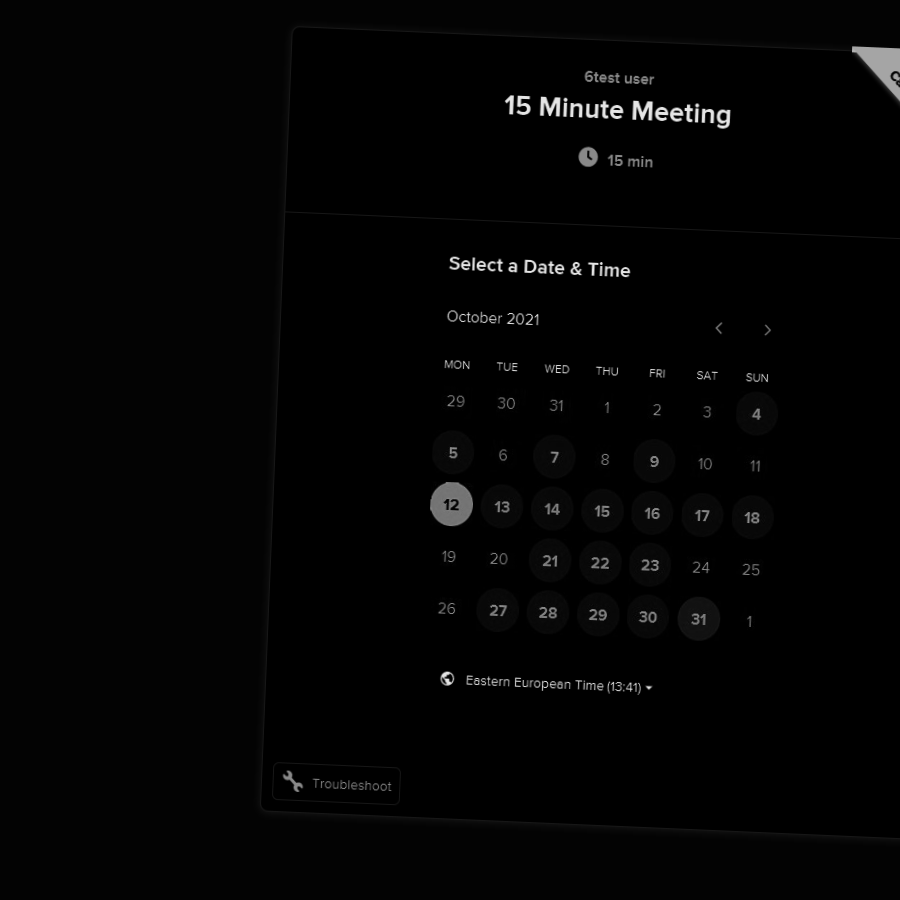 6test user
15 Minute Meeting
15 min
Select a Date & Time
October 2021
MON TUE WED THU FRI SAT SUN
29 30 31 1 2 3 4
5 6 7 8 9 10 11
12 13 14 15 16 17 18
19 20 21 22 23 24 25
26 27 28 29 30 31 1
Eastern European Time (13:41)
Troubleshoot